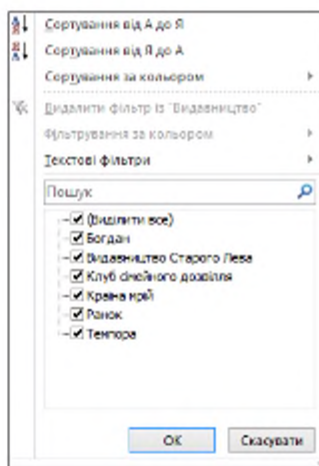 Сортування від А до Я
Сортування від Я до А
Сортування за кольором
Видалити фільтр із "Видавництво"
Фільтрування за кольором
Текстові фільтри
Пошук
(Виділити все)
Богдан
Видавництво Старого Лева
Клуб сімейного дозвілля
Країна мрій
Ранок
Темпора
ОК
Скасувати